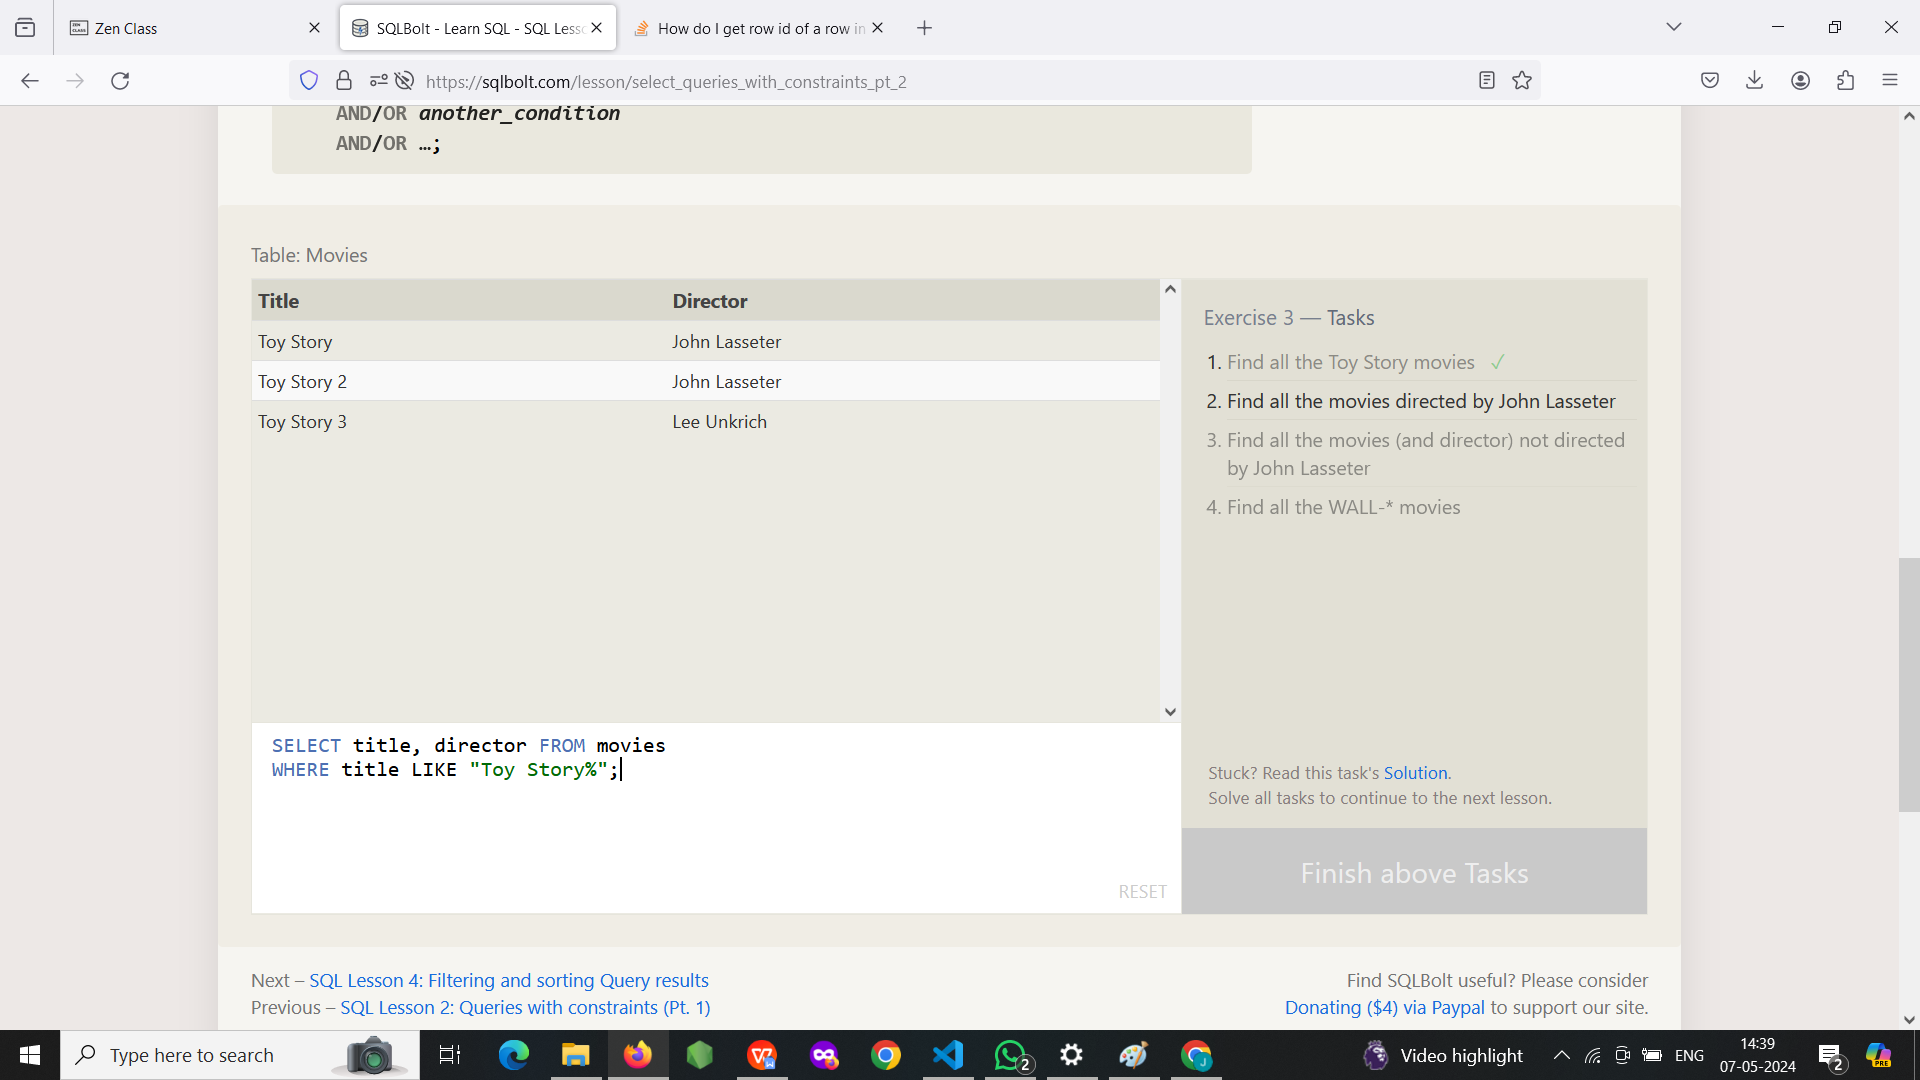 Zen Class
SQLBolt - Learn SQL - SQL Less
How do I get row id of a row in
https://sqlbolt.com/lesson/select_queries_with_constraints_pt_2
AND/OR another_condition
AND/OR …;
Table: Movies
Title Director
Toy Story John Lasseter
Toy Story 2 John Lasseter
Toy Story 3 Lee Unkrich
Exercise 3 — Tasks
1. Find all the Toy Story movies ✓
2. Find all the movies directed by John Lasseter
3. Find all the movies (and director) not directed
by John Lasseter
4. Find all the WALL-* movies
SELECT title, director FROM movies
WHERE title LIKE "Toy Story%";
RESET
Stuck? Read this task's Solution.
Solve all tasks to continue to the next lesson.
Finish above Tasks
Next – SQL Lesson 4: Filtering and sorting Query results
Previous – SQL Lesson 2: Queries with constraints (Pt. 1)
Find SQLBolt useful? Please consider
Donating ($4) via Paypal to support our site.
Type here to search
2
Video highlight
ENG
14:39
07-05-2024
2
PRE